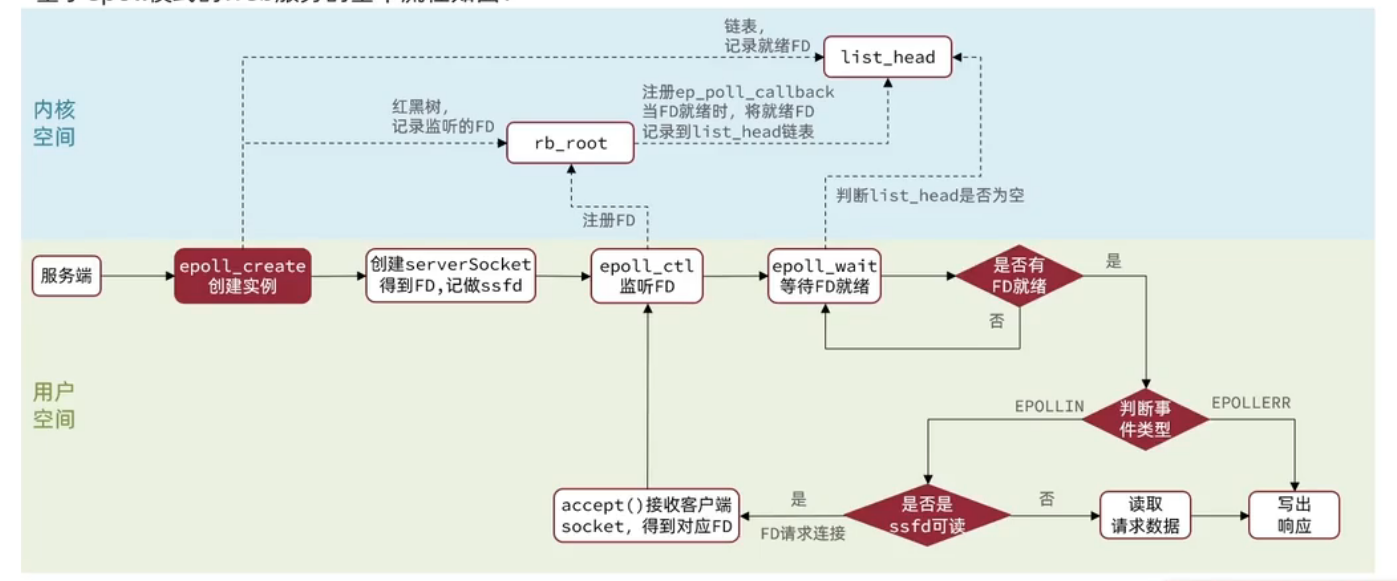 链表,
记录就绪FD
list_head
内核
空间
红黑树,
记录监听的FD
rb_root
注册ep_poll_callback
当FD就绪时, 将就绪FD
记录到list_head链表
判断list_head是否为空
注册FD
服务端
epoll_create
创建实例
创建serverSocket
得到FD,记做ssfd
epoll_ctl
监听FD
epoll_wait
等待FD就绪
是否有
FD就绪
是
否
用户
空间
EPOLLIN
判断事
件类型
EPOLLERR
accept()接收客户端
socket, 得到对应FD
是
FD请求连接
是否是
ssfd可读
否
读取
请求数据
写出
响应